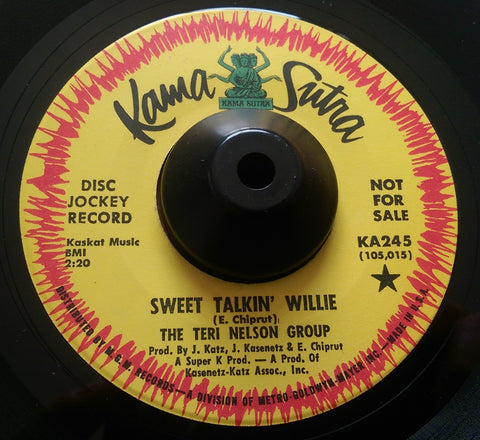 Kama Sutra
KAMA SUTRA
DISC
JOCKEY
RECORD
Kaskat Music
BMI
2:20
NOT
FOR
SALE
KA245
(105,015)
SWEET TALKIN' WILLIE
(E. Chiprut)
THE TERI NELSON GROUP
Prod. By J. Katz, J. Kasenetz & E. Chiprut
A Super K Prod. — A Prod. Of
Kasenetz-Katz Assoc., Inc.
DISTRIBUTED BY M.G.M. RECORDS—A DIVISION OF METRO-GOLDWYN-MAYER INC.—MADE IN U.S.A.